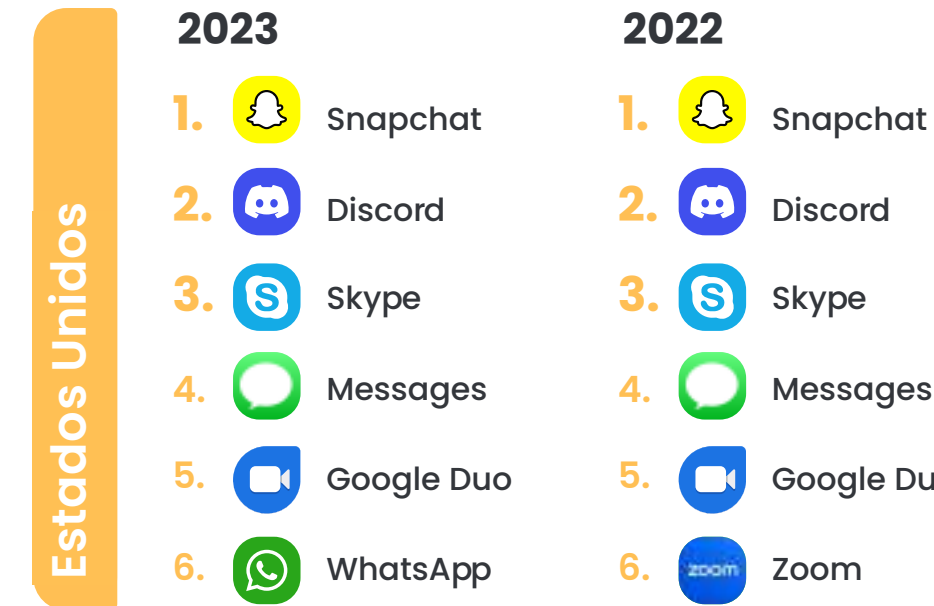 Estados Unidos
2023
1. Snapchat
2. Discord
3. Skype
4. Messages
5. Google Duo
6. WhatsApp
2022
1. Snapchat
2. Discord
3. Skype
4. Messages
5. Google Du
6. zoom Zoom